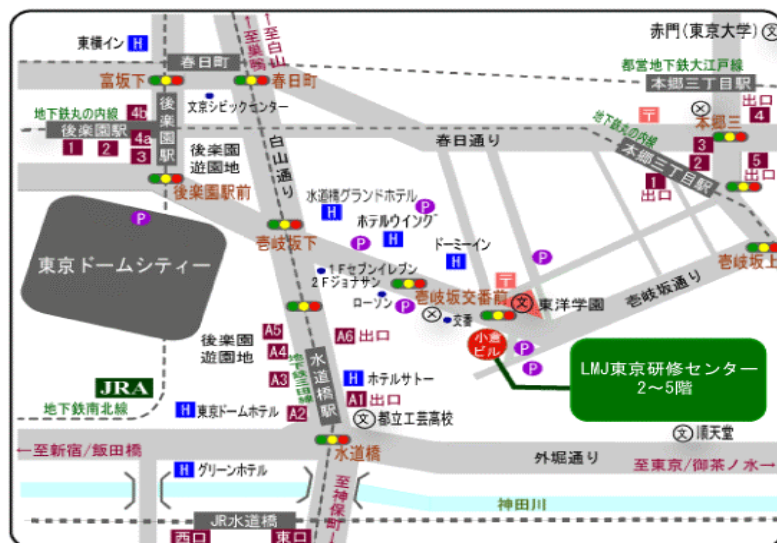 赤門(東京大学)
文
東横イン
H
←至巣鴨
←至白山
春日町
都営地下鉄大江戸線
富坂下
春日町
本郷三丁目駅
文京シビックセンター
出口
4
地下鉄丸の内線
4b
後楽園駅
後楽園駅
4a
1
2
3
後楽園
遊園地
白山通り
春日通り
地下鉄丸の内線
本郷三丁目駅
本郷三
3
2
1
出口
5
出口
後楽園駅前
水道橋グランドホテル
H
P
ホテルウイング
H
P
壱岐坂下
ドーミーイン
H
P
壱岐坂上
壱岐坂通り
東京ドームシティー
P
1Fセブンイレブン
2Fジョナサン
ローソン
P
壱岐坂交番前
交番
文
東洋学園
小倉
ビル
P
P
LMJ東京研修センター
2～5階
後楽園
遊園地
A5
A4
A3
A2
A6
出口
地下鉄三田線
水道橋駅
H
ホテルサトー
A1
出口
文
都立工芸高校
JRA
地下鉄南北線
H
東京ドームホテル
水道橋
文
順天堂
←至新宿/飯田橋
H
グリーンホテル
外堀通り
至東京/御茶ノ水→
至神保町→
神田川
JR水道橋
西口
東口